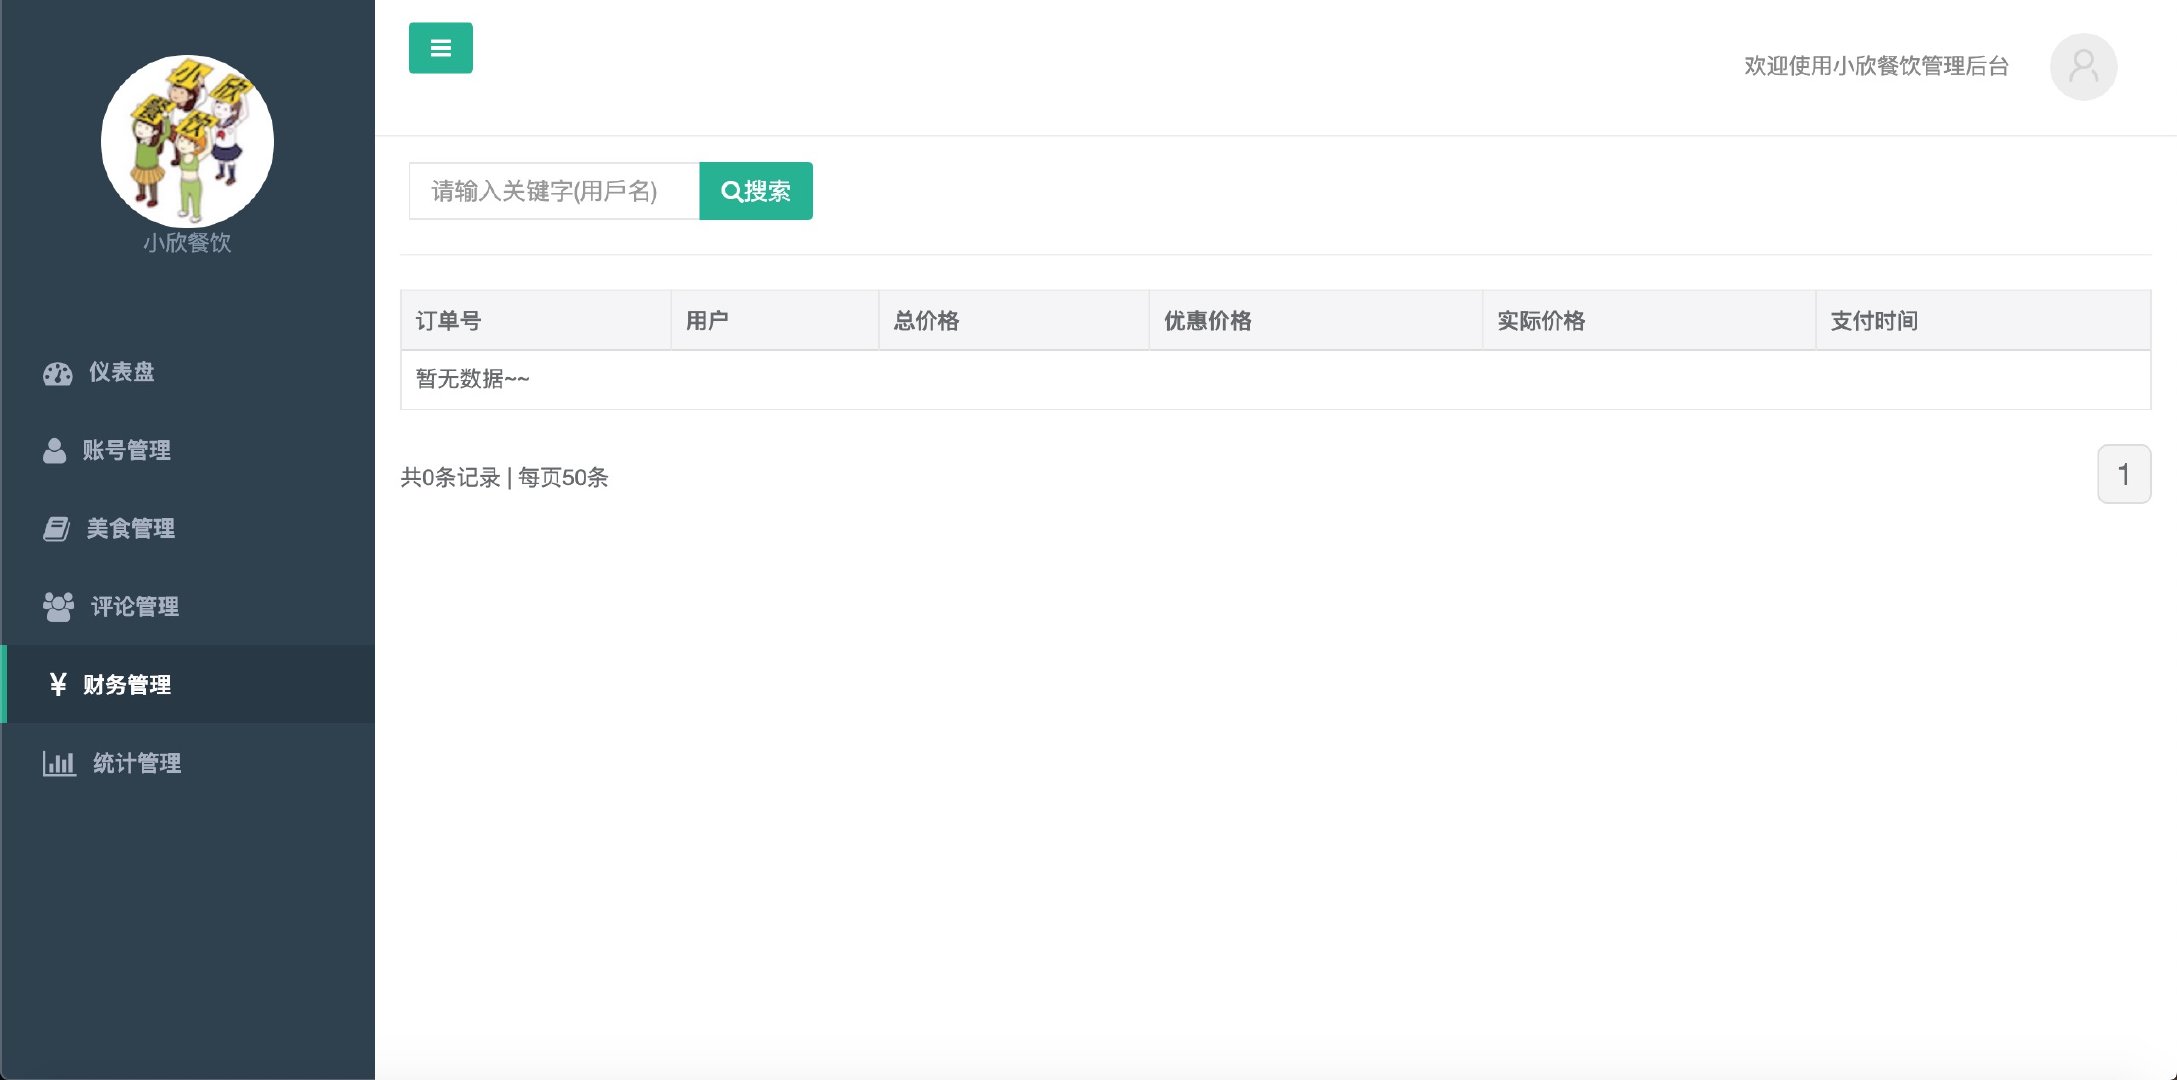 小欣
餐饮
小欣餐饮
仪表盘
账号管理
美食管理
评论管理
¥ 财务管理
统计管理
欢迎使用小欣餐饮管理后台
请输入关键字(用戶名)
搜索
订单号 用户 总价格 优惠价格 实际价格 支付时间
暂无数据~~
共0条记录 | 每页50条
1